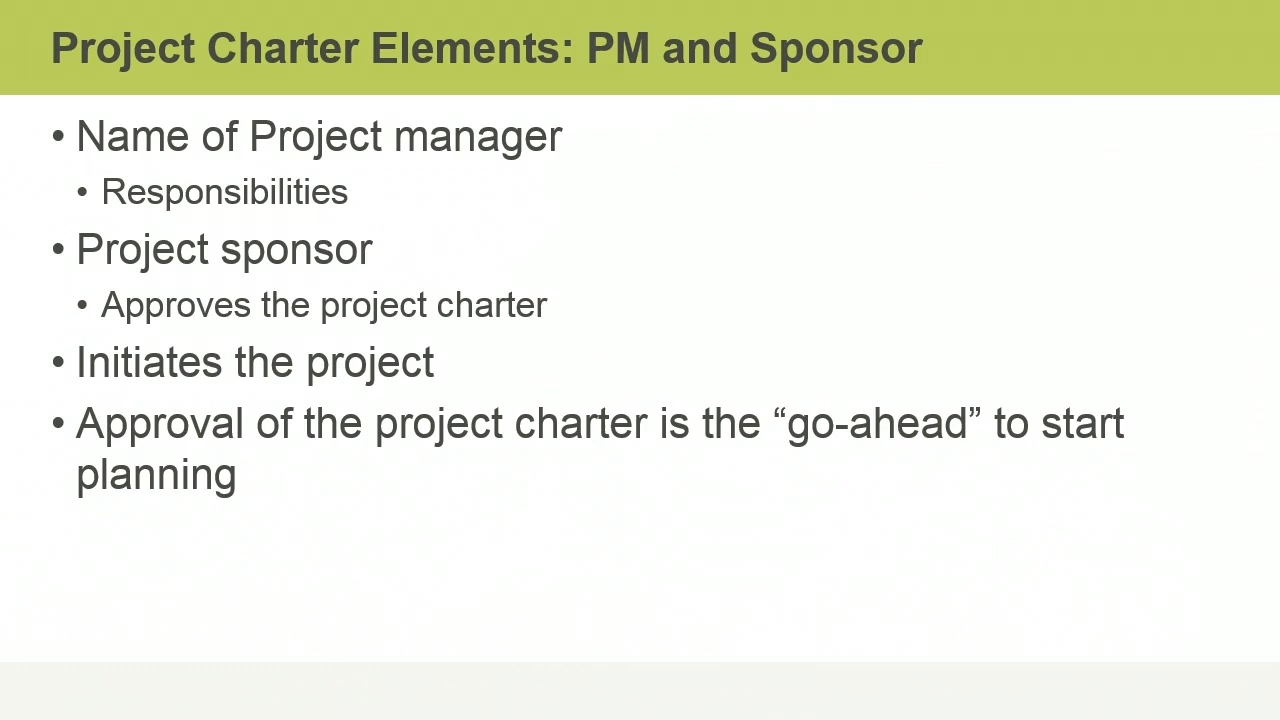 Project Charter Elements: PM and Sponsor
• Name of Project manager
• Responsibilities
• Project sponsor
• Approves the project charter
• Initiates the project
• Approval of the project charter is the “go-ahead” to start
planning